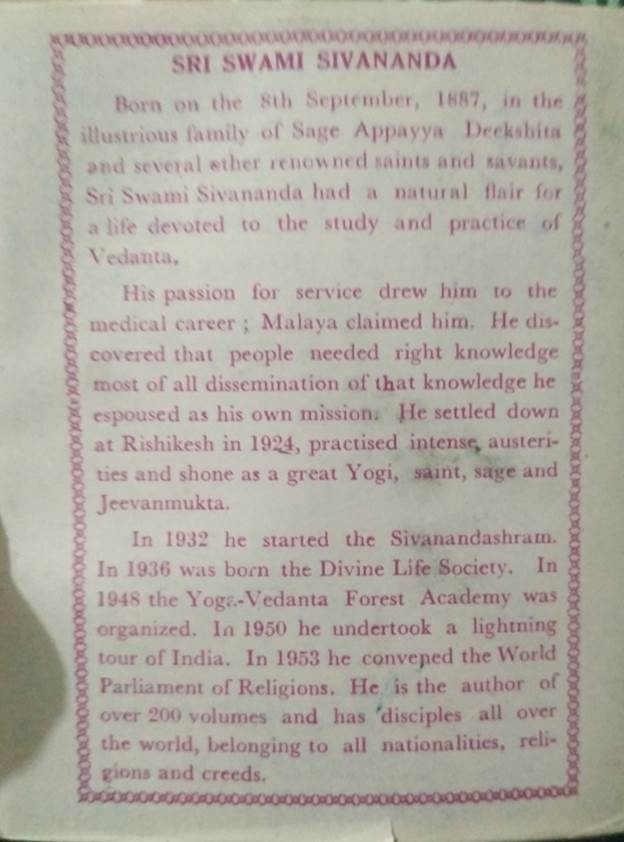 SRI SWAMI SIVANANDA
Born on the 8th September, 1887, in the
illustrious family of Sage Appayya Deekshita
and several other renowned saints and savants,
Sri Swami Sivananda had a natural flair for
a life devoted to the study and practice of
Vedanta.
His passion for service drew him to the
medical career ; Malaya claimed him. He dis-
covered that people needed right knowledge
most of all dissemination of that knowledge he
espoused as his own mission. He settled down
at Rishikesh in 1924, practised intense austeri-
ties and shone as a great Yogi, saint, sage and
Jeevanmukta.
In 1932 he started the Sivanandashram.
In 1936 was born the Divine Life Society. In
1948 the Yoga-Vedanta Forest Academy was
organized. In 1950 he undertook a lightning
tour of India. In 1953 he convened the World
Parliament of Religions. He is the author of
over 200 volumes and has disciples all over
the world, belonging to all nationalities, reli-
gions and creeds.